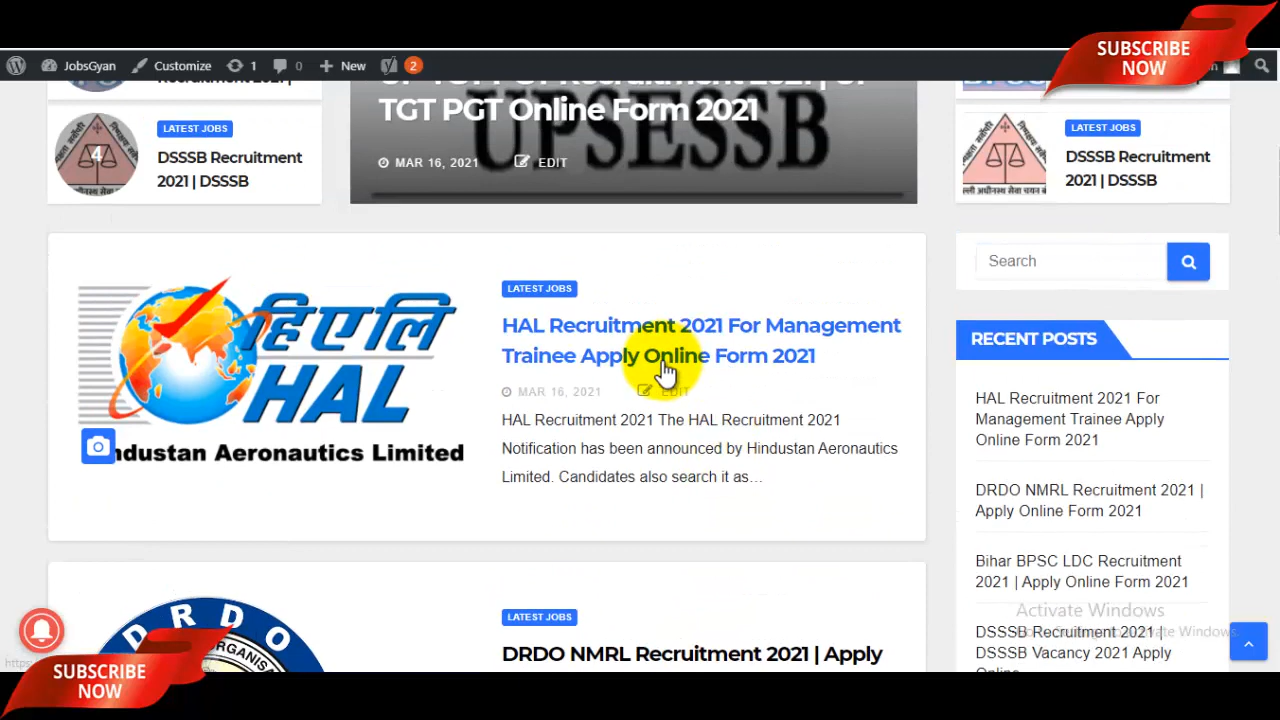 SUBSCRIBE
NOW
JobsGyan
Customize
1
0
New
2
TGT PGT Online Form 2021
UPSESSB
MAR 16, 2021
EDIT
4
LATEST JOBS
DSSSB Recruitment
2021 | DSSSB
LATEST JOBS
DSSSB Recruitment
2021 | DSSSB
हिएलि
HAL
ndustan Aeronautics Limited
LATEST JOBS
HAL Recruitment 2021 For Management
Trainee Apply Online Form 2021
MAR 16, 2021
EDIT
HAL Recruitment 2021 The HAL Recruitment 2021
Notification has been announced by Hindustan Aeronautics
Limited. Candidates also search it as…
Search
RECENT POSTS
HAL Recruitment 2021 For
Management Trainee Apply
Online Form 2021
DRDO NMRL Recruitment 2021 |
Apply Online Form 2021
Bihar BPSC LDC Recruitment
2021 | Apply Online Form 2021
DSSSB Recruitment 2021 |
DSSSB Vacancy 2021 Apply
Online
Activate Windows
DRDO
LATEST JOBS
DRDO NMRL Recruitment 2021 | Apply
SUBSCRIBE
NOW